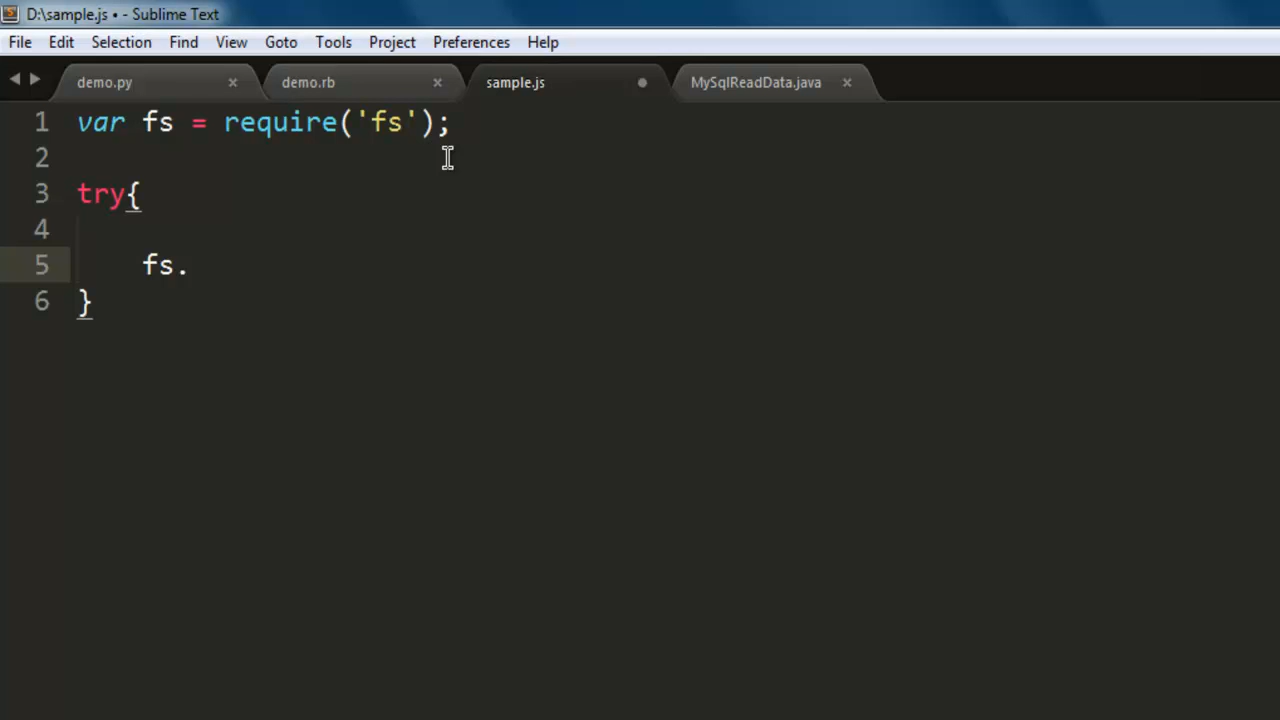 D:\sample.js • - Sublime Text
File Edit Selection Find View Goto Tools Project Preferences Help
demo.py demo.rb sample.js MySqlReadData.java
1 var fs = require('fs');
2
3 try{
4
5 fs.
6 }